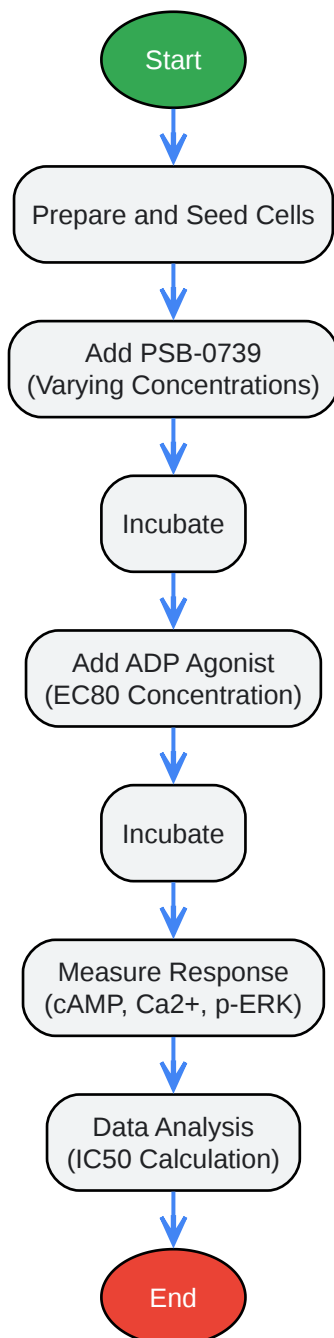 Start
Prepare and Seed Cells
Add PSB-0739
(Varying Concentrations)
Incubate
Add ADP Agonist
(EC80 Concentration)
Incubate
Measure Response
(cAMP, Ca2+, p-ERK)
Data Analysis
(IC50 Calculation)
End